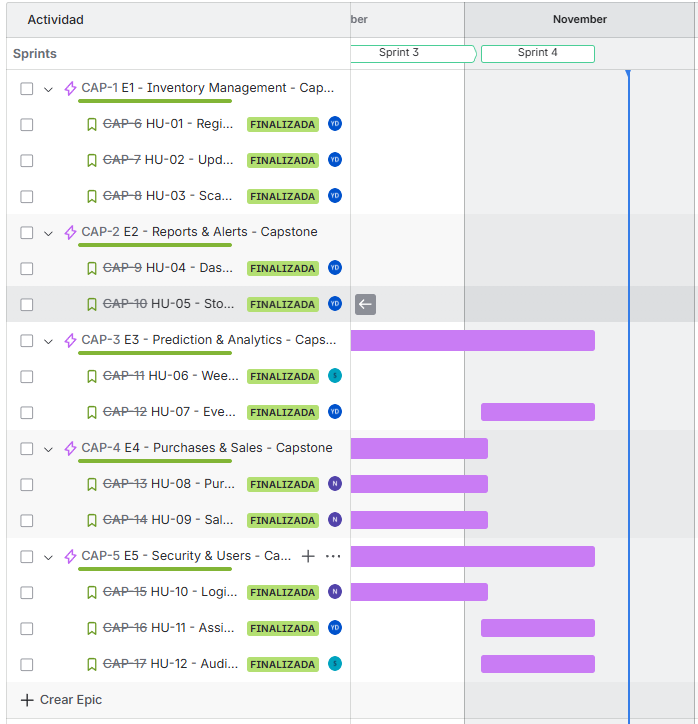 Actividad
ber
November
Sprints
Sprint 3
Sprint 4
CAP-1 E1 - Inventory Management - Cap...
CAP-6 HU-01 - Regi... FINALIZADA YD
CAP-7 HU-02 - Upd... FINALIZADA YD
CAP-8 HU-03 - Sca... FINALIZADA YD
CAP-2 E2 - Reports & Alerts - Capstone
CAP-9 HU-04 - Das... FINALIZADA YD
CAP-10 HU-05 - Sto... FINALIZADA YD
CAP-3 E3 - Prediction & Analytics - Caps...
CAP-11 HU-06 - Wee... FINALIZADA S
CAP-12 HU-07 - Eve... FINALIZADA YD
CAP-4 E4 - Purchases & Sales - Capstone
CAP-13 HU-08 - Pur... FINALIZADA N
CAP-14 HU-09 - Sal... FINALIZADA N
CAP-5 E5 - Security & Users - Ca...
CAP-15 HU-10 - Logi... FINALIZADA N
CAP-16 HU-11 - Assi... FINALIZADA YD
CAP-17 HU-12 - Audi... FINALIZADA S
Crear Epic